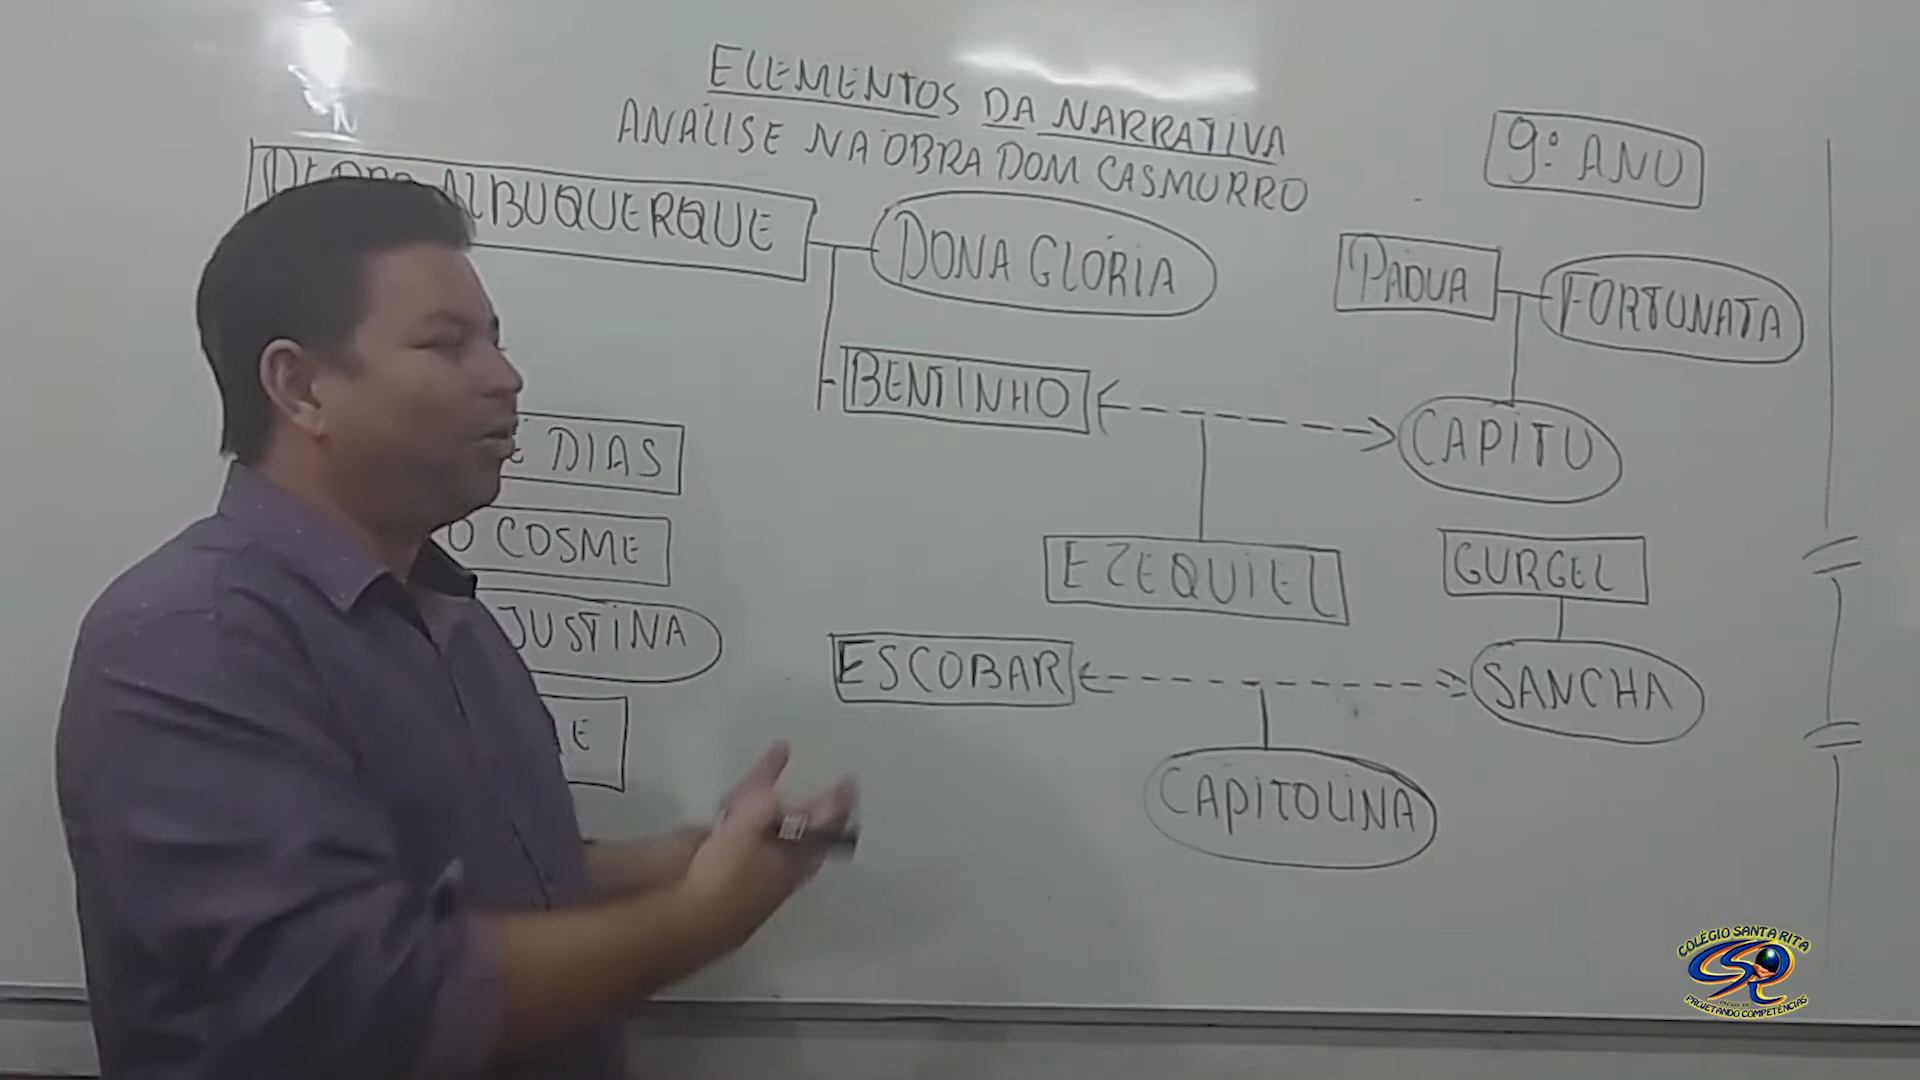 ELEMENTOS DA NARRATIVA
ANÁLISE NA OBRA DOM CASMURRO
9º ANO
ALBUQUERQUE
DONA GLÓRIA
PÁDUA
FORTUNATA
BENTINHO
CAPITU
DIAS
COSME
JUSTINA
EZEQUIEL
GURGEL
ESCOBAR
SANCHA
CAPITOLINA
COLÉGIO SANTA RITA
PROJETANDO COMPETÊNCIAS